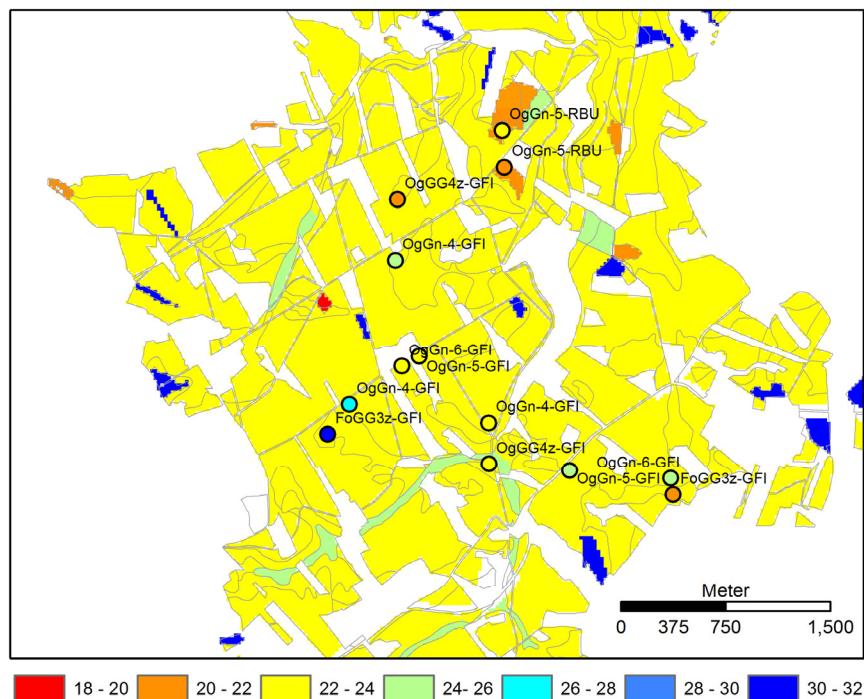 OgGn-5-RBU
OgGn-5-RBU
OgGG4z-GFI
OgGn-4-GFI
OgGn-6-GFI
OgGn-5-GFI
OgGn-4-GFI
FoGG3z-GFI
OgGn-4-GFI
OgGG4z-GFI
OgGn-6-GFI
OgGn-5-GFI FoGG3z-GFI
Meter
0 375 750 1,500
18 - 20 20 - 22 22 - 24 24- 26 26 - 28 28 - 30 30 - 32